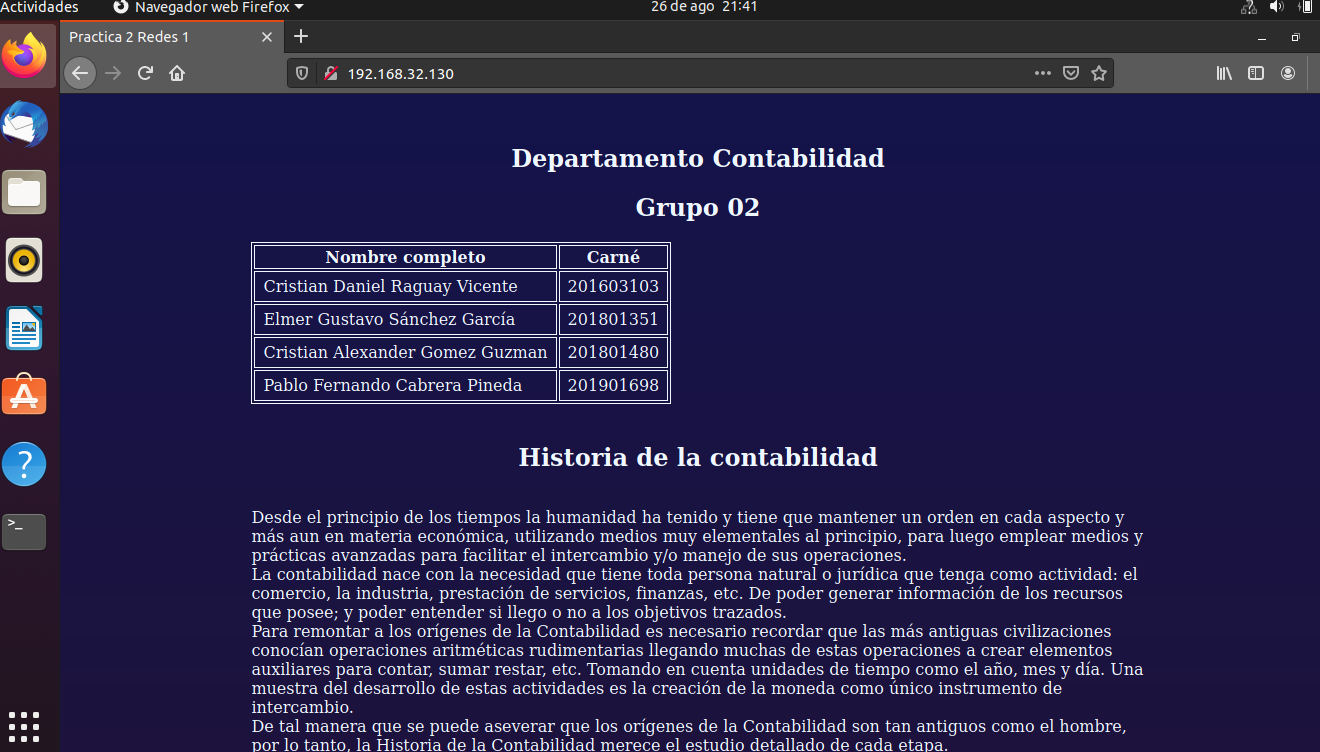 Actividades
Navegador web Firefox
26 de ago 21:41
Practica 2 Redes 1
192.168.32.130
Departamento Contabilidad
Grupo 02
Nombre completo Carné
Cristian Daniel Raguay Vicente 201603103
Elmer Gustavo Sánchez García 201801351
Cristian Alexander Gomez Guzman 201801480
Pablo Fernando Cabrera Pineda 201901698
Historia de la contabilidad
Desde el principio de los tiempos la humanidad ha tenido y tiene que mantener un orden en cada aspecto y
más aun en materia económica, utilizando medios muy elementales al principio, para luego emplear medios y
prácticas avanzadas para facilitar el intercambio y/o manejo de sus operaciones.
La contabilidad nace con la necesidad que tiene toda persona natural o jurídica que tenga como actividad: el
comercio, la industria, prestación de servicios, finanzas, etc. De poder generar información de los recursos
que posee; y poder entender si llego o no a los objetivos trazados.
Para remontar a los orígenes de la Contabilidad es necesario recordar que las más antiguas civilizaciones
conocían operaciones aritméticas rudimentarias llegando muchas de estas operaciones a crear elementos
auxiliares para contar, sumar restar, etc. Tomando en cuenta unidades de tiempo como el año, mes y día. Una
muestra del desarrollo de estas actividades es la creación de la moneda como único instrumento de
intercambio.
De tal manera que se puede aseverar que los orígenes de la Contabilidad son tan antiguos como el hombre,
por lo tanto, la Historia de la Contabilidad merece el estudio detallado de cada etapa.